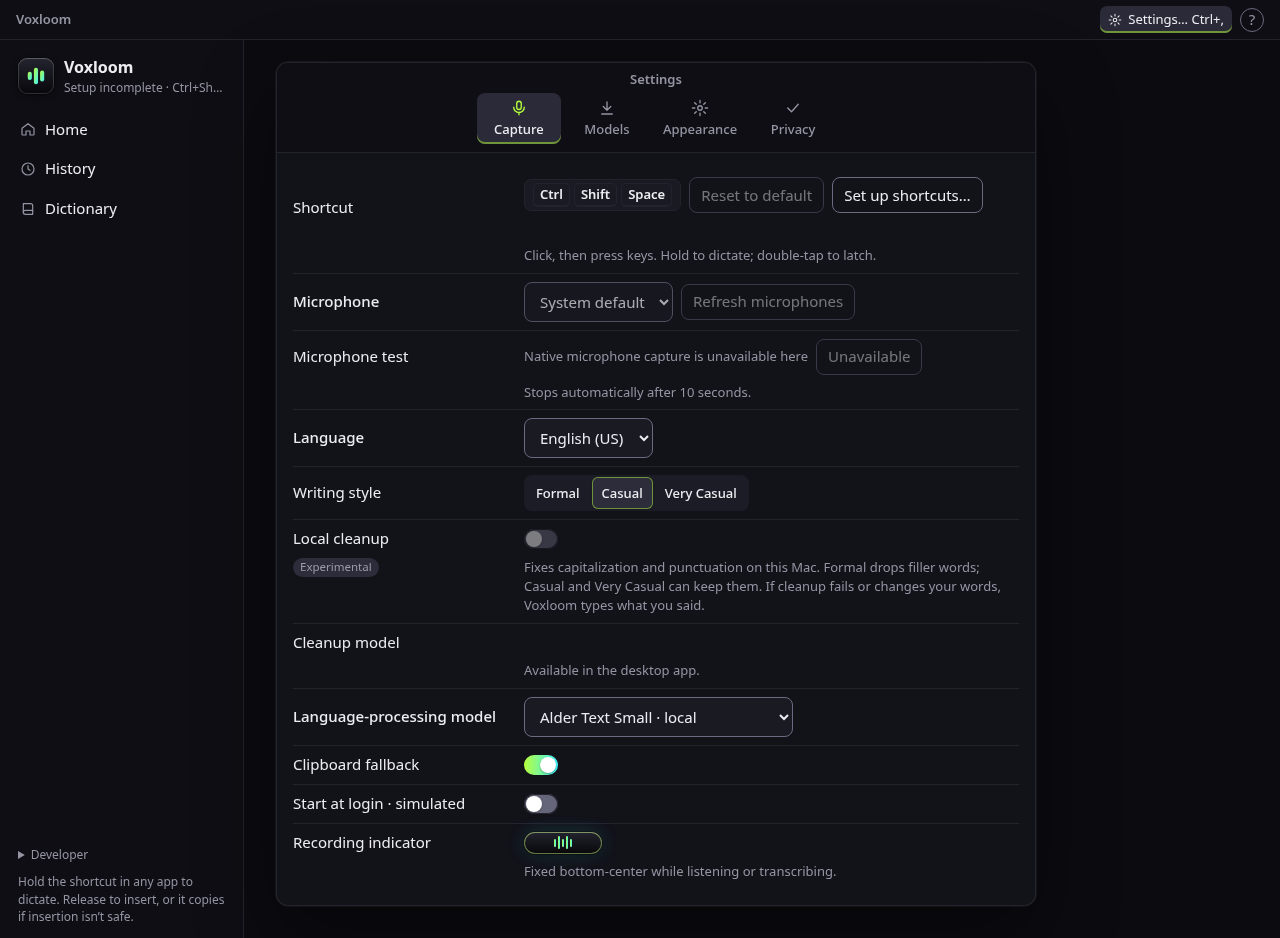 Voxloom
Settings... Ctrl+,
?
Voxloom
Setup incomplete · Ctrl+Sh...
Home
History
Dictionary
Developer
Hold the shortcut in any app to
dictate. Release to insert, or it copies
if insertion isn't safe.
Settings
Capture
Models
Appearance
Privacy
Shortcut
Ctrl Shift Space
Reset to default
Set up shortcuts...
Click, then press keys. Hold to dictate; double-tap to latch.
Microphone
System default
Refresh microphones
Microphone test
Native microphone capture is unavailable here
Unavailable
Stops automatically after 10 seconds.
Language
English (US)
Writing style
Formal
Casual
Very Casual
Local cleanup
Experimental
Fixes capitalization and punctuation on this Mac. Formal drops filler words;
Casual and Very Casual can keep them. If cleanup fails or changes your words,
Voxloom types what you said.
Cleanup model
Available in the desktop app.
Language-processing model
Alder Text Small · local
Clipboard fallback
Start at login · simulated
Recording indicator
Fixed bottom-center while listening or transcribing.